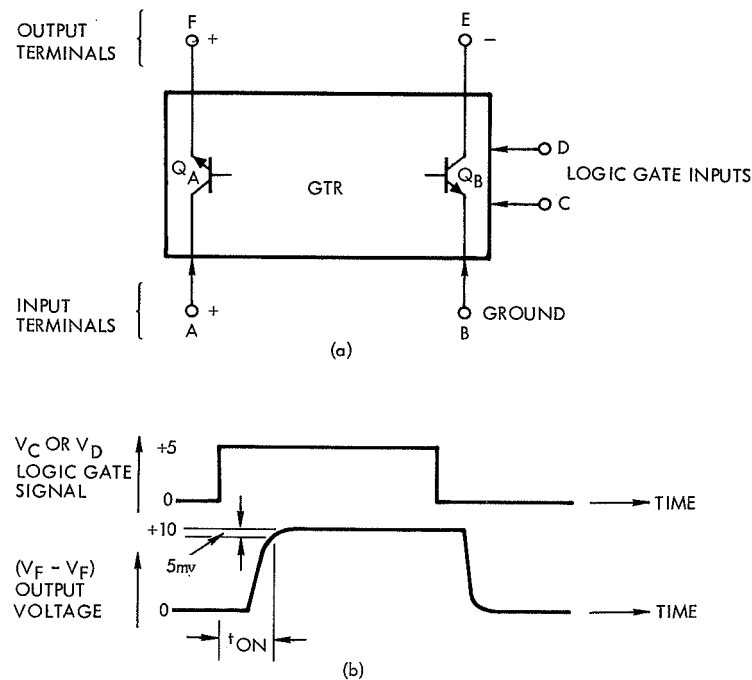 OUTPUT
TERMINALS
F
+
E
−
Q A
GTR
Q B
D
LOGIC GATE INPUTS
C
INPUT
TERMINALS
+
A
B
GROUND
(a)
V C OR V D
LOGIC GATE
SIGNAL
+5
0
TIME
+10
5mv
(V F - V F)
OUTPUT
VOLTAGE
0
TIME
t ON
(b)